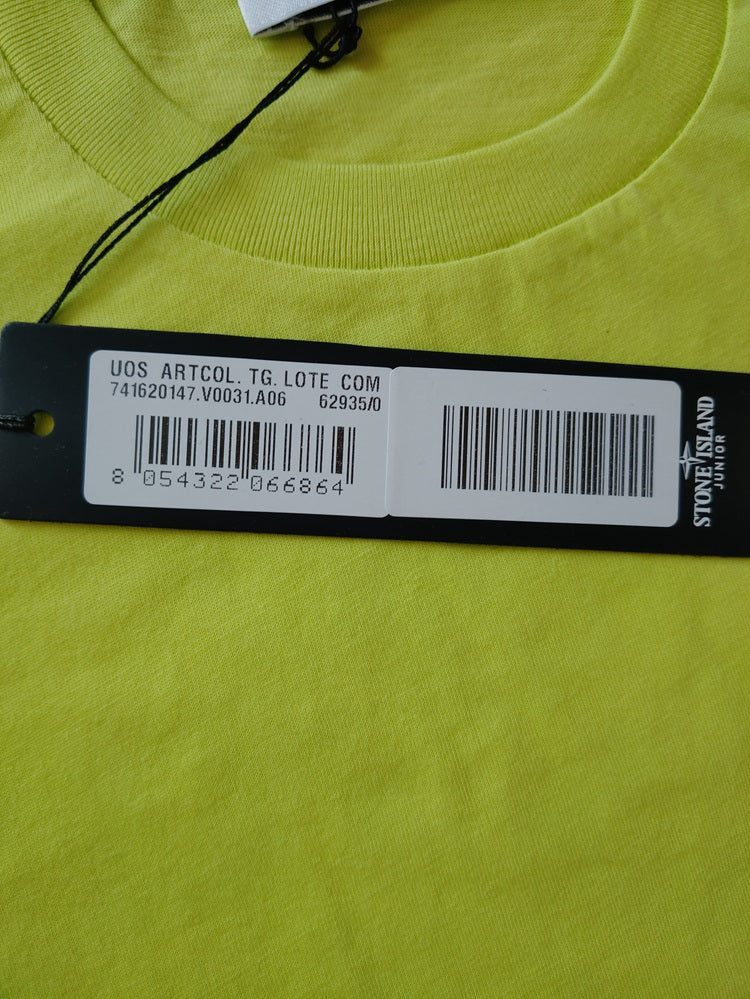 UOS ARTCOL. TG. LOTE COM
741620147.V0031.A06 62935/0
8 054322 066864
STONE ISLAND
JUNIOR